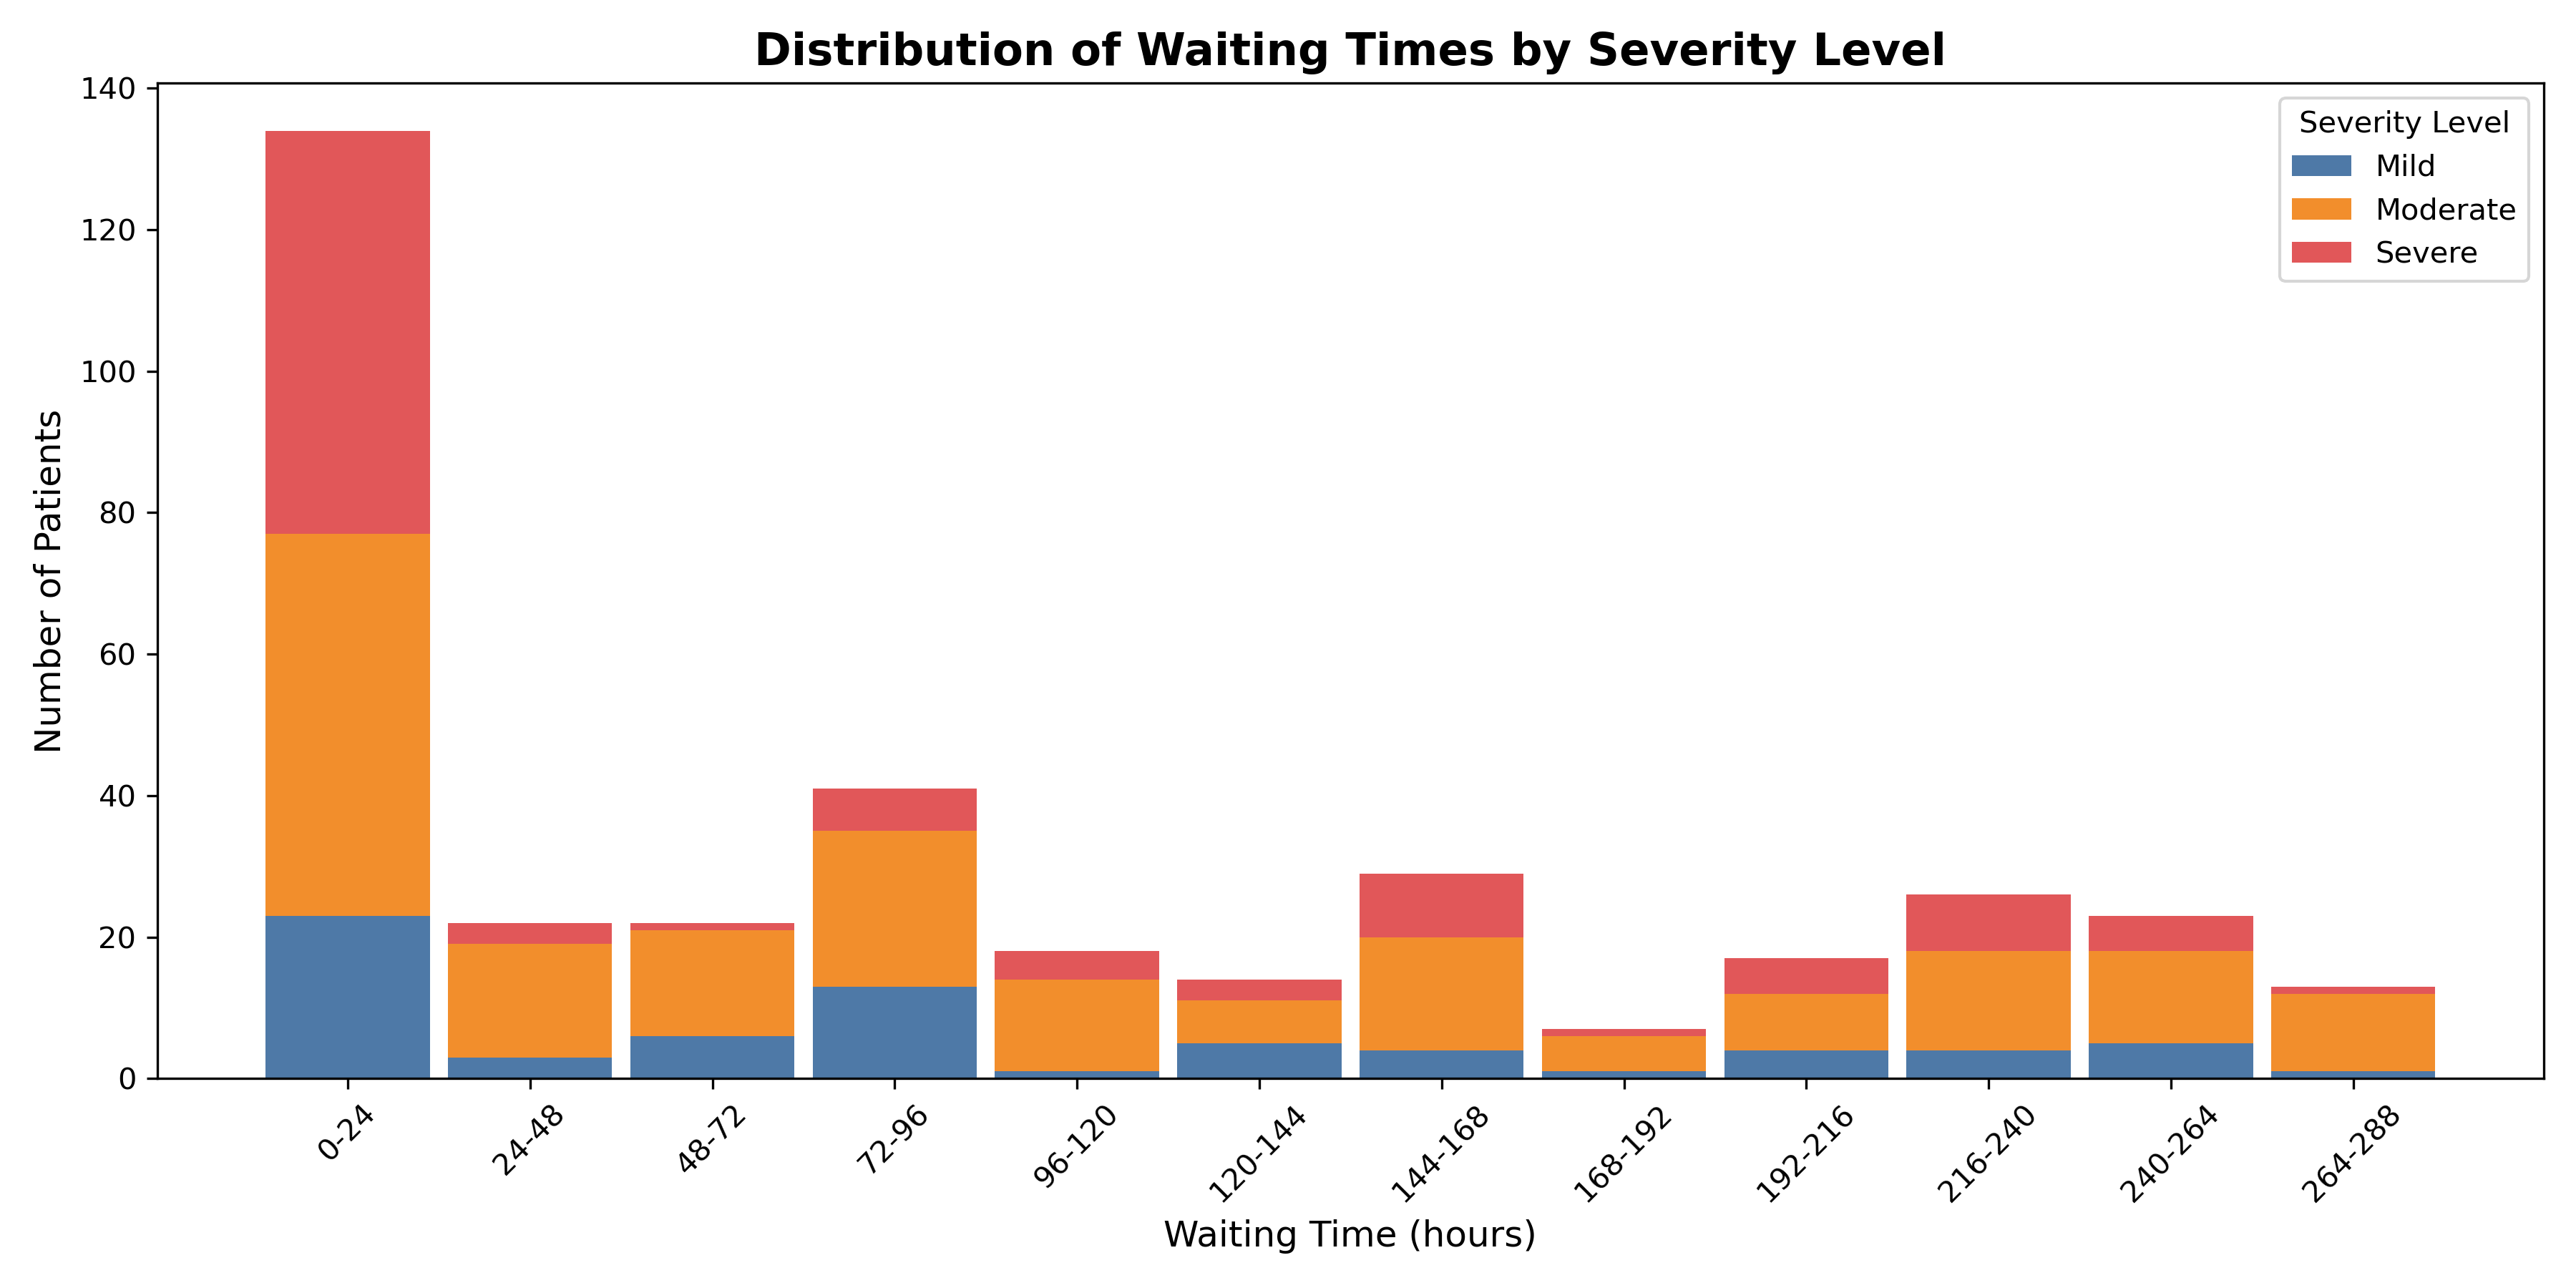 Distribution of Waiting Times by Severity Level
Number of Patients
140
120
100
80
60
40
20
0
Severity Level
Mild
Moderate
Severe
0-24
24-48
48-72
72-96
96-120
120-144
144-168
168-192
192-216
216-240
240-264
264-288
Waiting Time (hours)